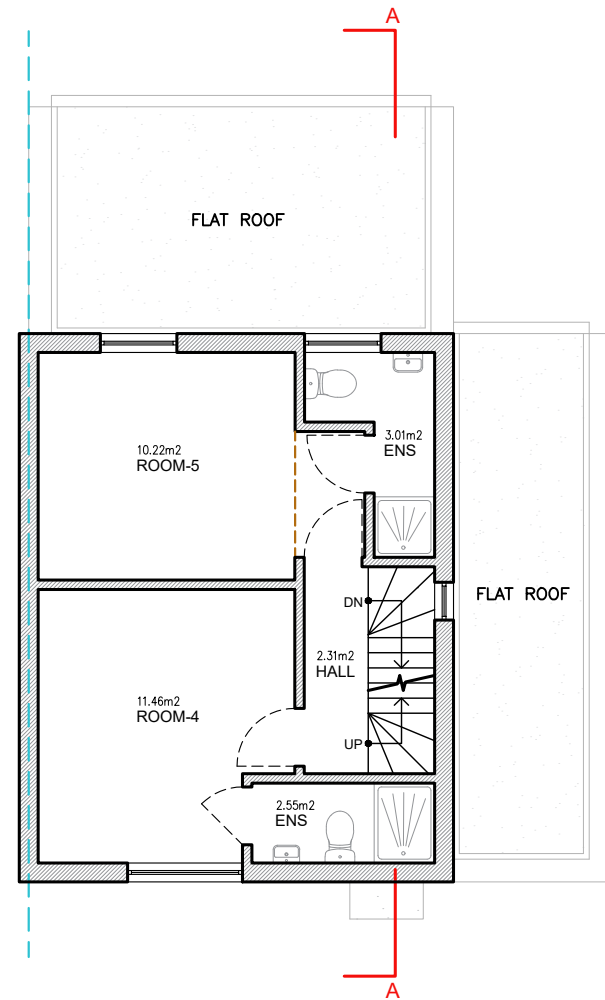 A
FLAT ROOF
10.22m2
ROOM-5
3.01m2
ENS
FLAT ROOF
DN
2.31m2
HALL
11.46m2
ROOM-4
UP
2.55m2
ENS
A